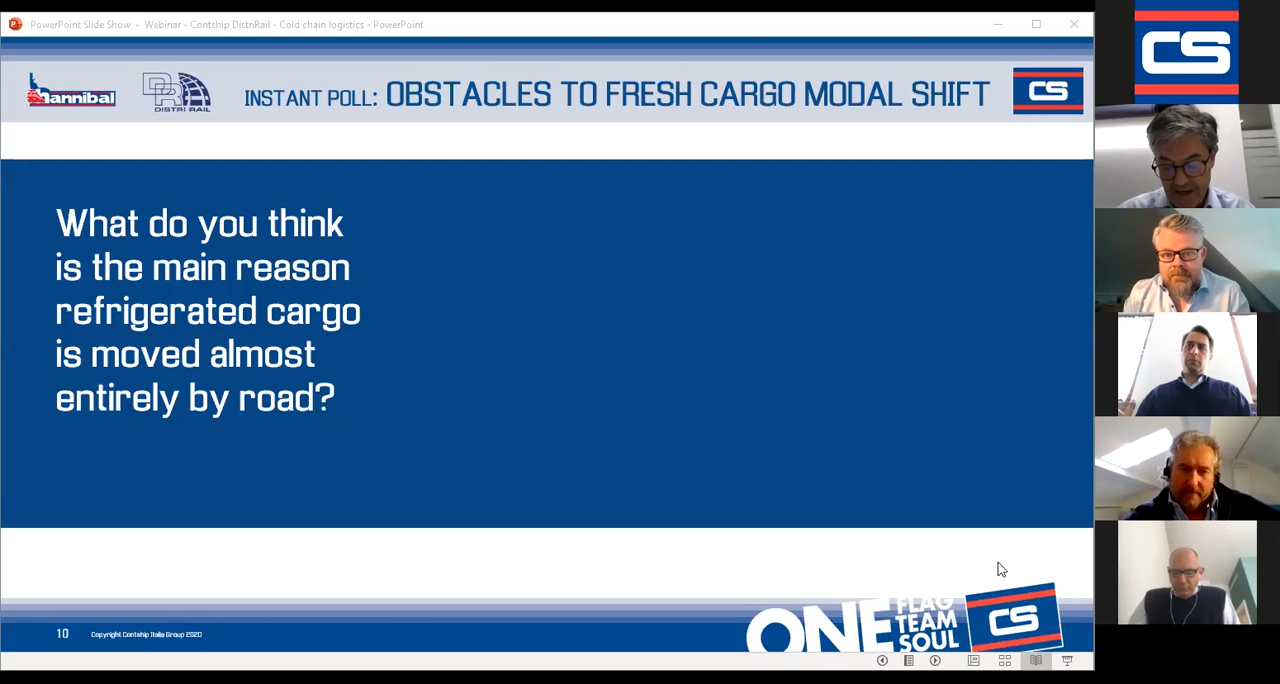 PowerPoint Slide Show - Webinar - Contship DistriRail - Cold chain logistics - PowerPoint
CS
hannibal
DR
DISTRI RAIL
INSTANT POLL: OBSTACLES TO FRESH CARGO MODAL SHIFT
CS
What do you think
is the main reason
refrigerated cargo
is moved almost
entirely by road?
ONE FLAG
TEAM
SOUL
CS
10
Copyright Contship Italia Group 2020